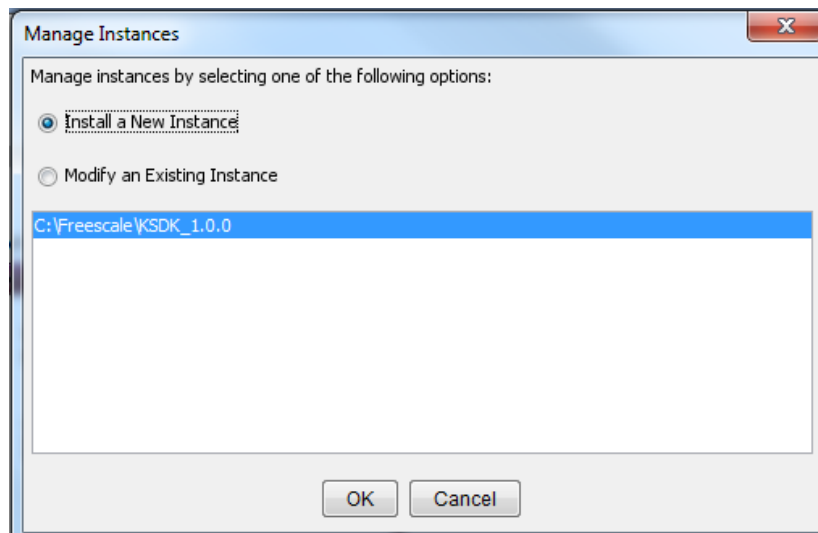 Manage Instances
Manage instances by selecting one of the following options:
Install a New Instance
Modify an Existing Instance
C:\Freescale\KSDK_1.0.0
OK Cancel